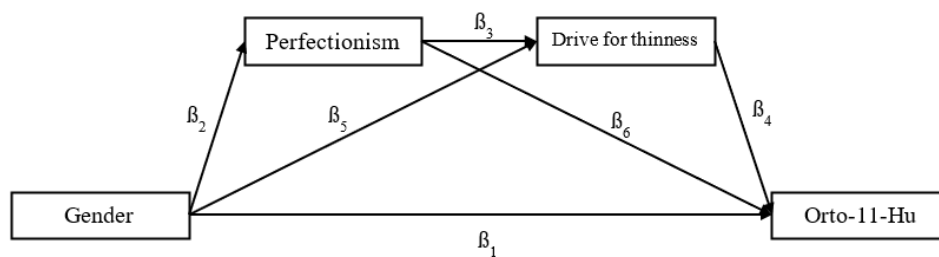 ß₃
Perfectionism
Drive for thinness
ß₂
ß₅
ß₆
ß₄
Gender
Orto-11-Hu
ß₁